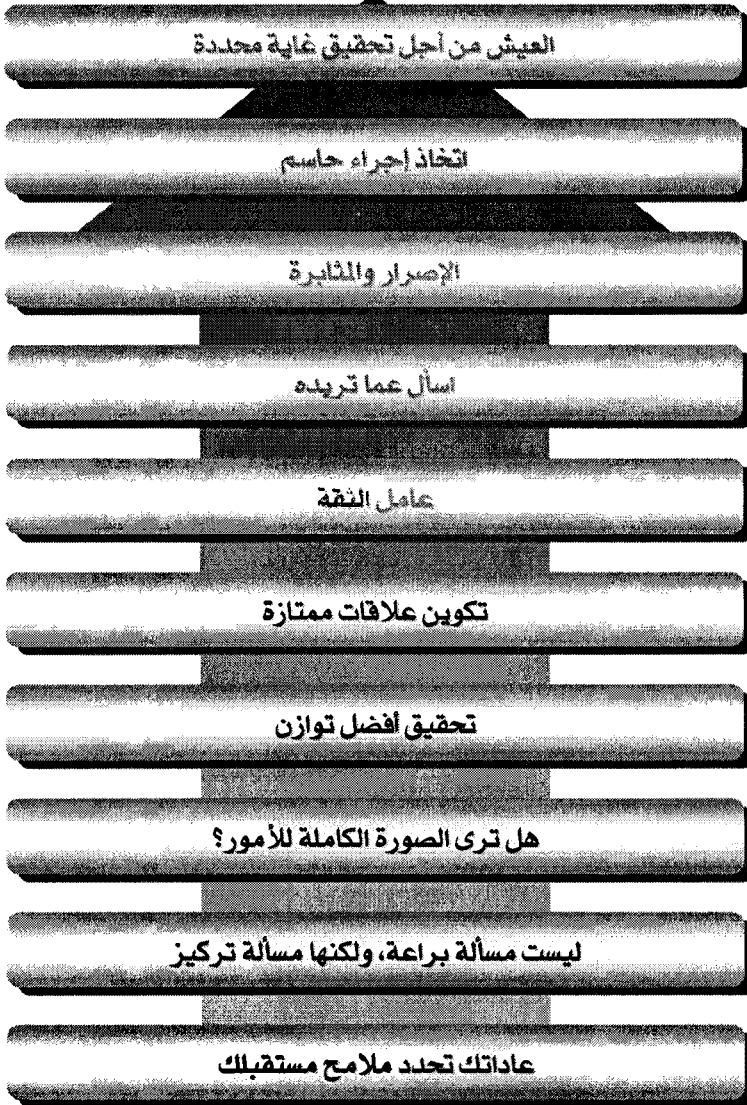 العيش من أجل تحقيق غاية محددة
اتخاذ إجراء حاسم
الإصرار والمثابرة
اسأل عما تريده
عامل الثقة
تكوين علاقات ممتازة
تحقيق أفضل توازن
هل ترى الصورة الكاملة للأمور؟
ليست مسألة براعة، ولكنها مسألة تركيز
عاداتك تحدد ملامح مستقبلك